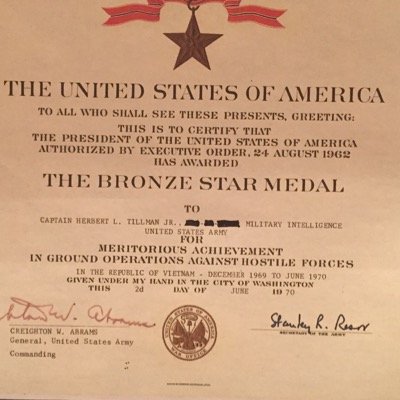 THE UNITED STATES OF AMERICA
TO ALL WHO SHALL SEE THESE PRESENTS, GREETING:
THIS IS TO CERTIFY THAT
THE PRESIDENT OF THE UNITED STATES OF AMERICA
AUTHORIZED BY EXECUTIVE ORDER, 24 AUGUST 1962
HAS AWARDED
THE BRONZE STAR MEDAL
TO
CAPTAIN HERBERT L. TILLMAN JR., MILITARY INTELLIGENCE
UNITED STATES ARMY
FOR
MERITORIOUS ACHIEVEMENT
IN GROUND OPERATIONS AGAINST HOSTILE FORCES
IN THE REPUBLIC OF VIETNAM - DECEMBER 1969 TO JUNE 1970
GIVEN UNDER MY HAND IN THE CITY OF WASHINGTON
THIS 2d DAY OF JUNE 1970
CREIGHTON W. ABRAMS
General, United States Army
Commanding
Stanley R. Resor
SECRETARY OF THE ARMY